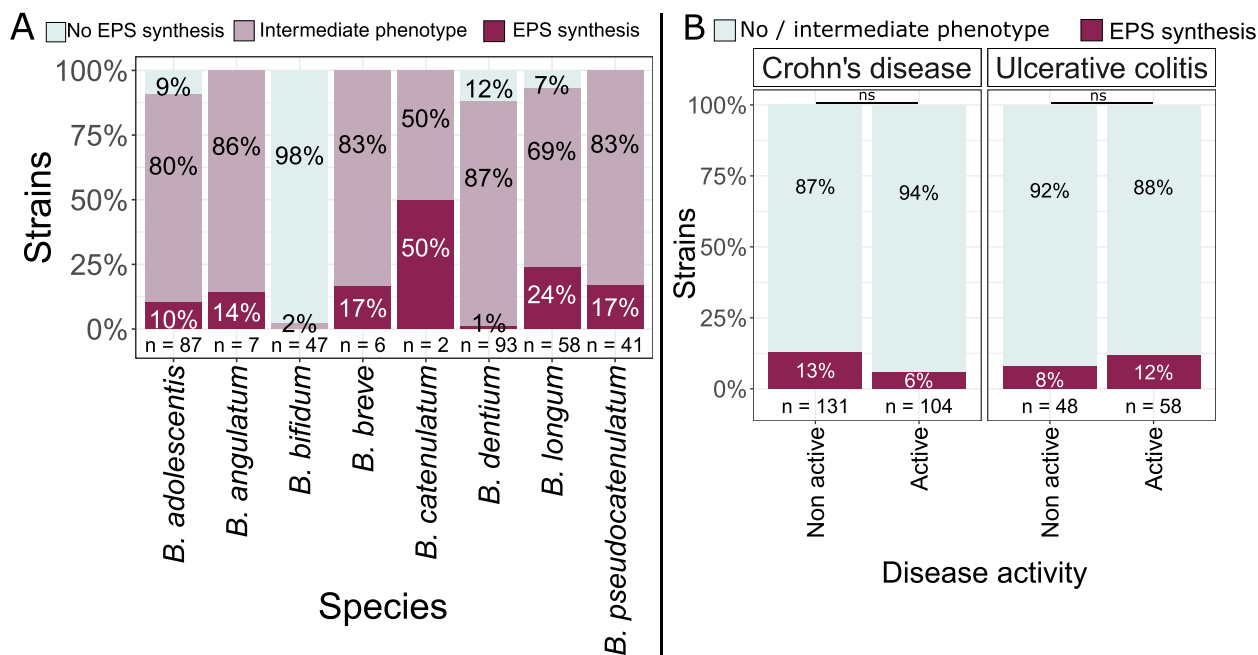 A
No EPS synthesis Intermediate phenotype EPS synthesis
Strains
100%
75%
50%
25%
0%
9% 80% 10%
86% 14%
98% 2%
83% 17%
50% 50%
12% 87% 1%
7% 69% 24%
83% 17%
n = 87 n = 7 n = 47 n = 6 n = 2 n = 93 n = 58 n = 41
B. adolescentis
B. angulatum
B. bifidum
B. breve
B. catenulatum
B. dentium
B. longum
B. pseudocatenulatum
Species
B
No / intermediate phenotype EPS synthesis
Crohn's disease Ulcerative colitis
ns ns
Strains
100%
75%
50%
25%
0%
87% 94% 92% 88%
13% 6% 8% 12%
n = 131 n = 104 n = 48 n = 58
Non active
Active
Non active
Active
Disease activity